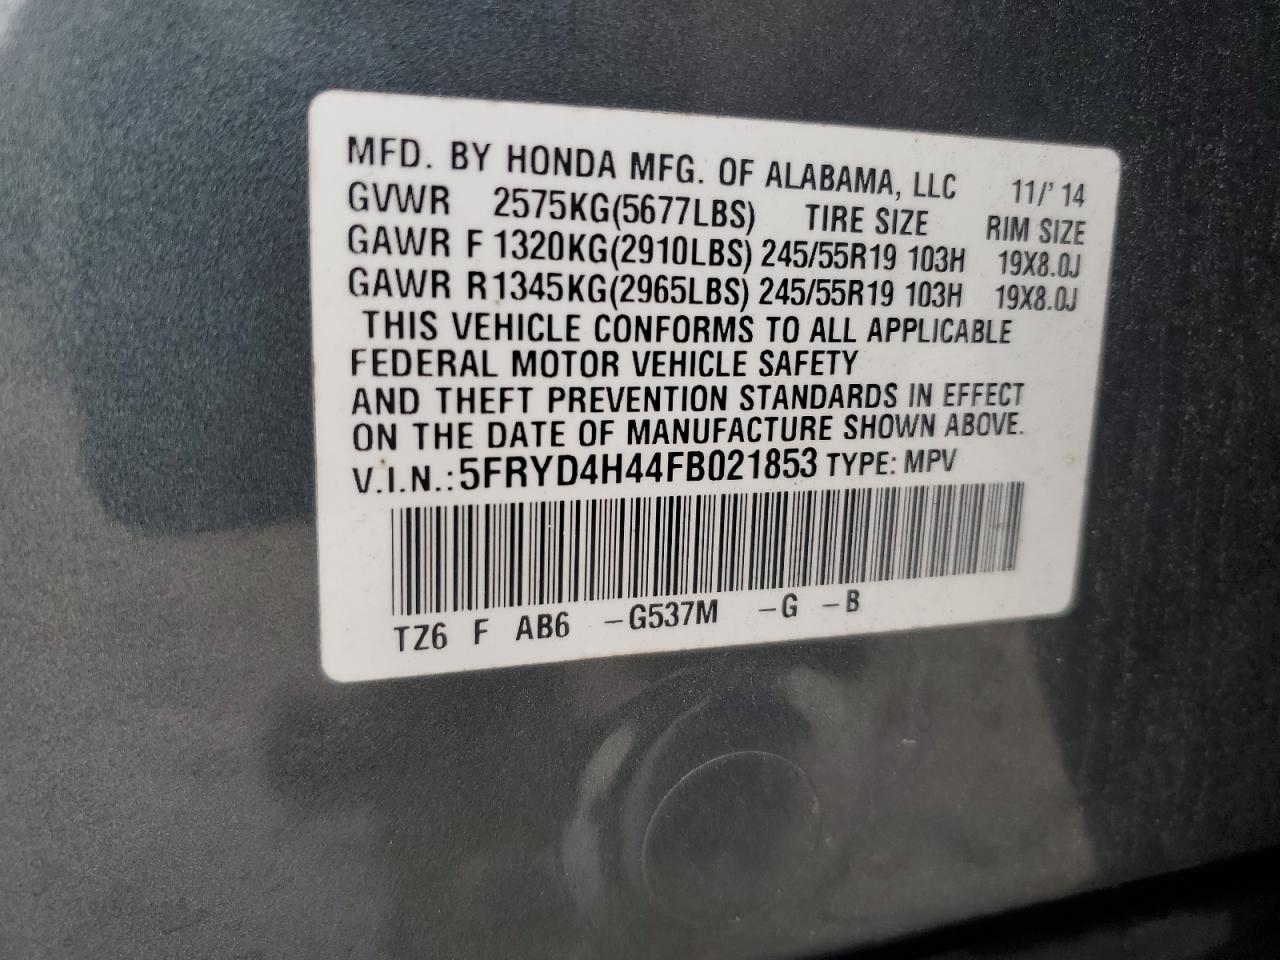 MFD. BY HONDA MFG. OF ALABAMA, LLC 11/' 14
GVWR 2575KG(5677LBS) TIRE SIZE RIM SIZE
GAWR F 1320KG(2910LBS) 245/55R19 103H 19X8.0J
GAWR R 1345KG(2965LBS) 245/55R19 103H 19X8.0J
THIS VEHICLE CONFORMS TO ALL APPLICABLE
FEDERAL MOTOR VEHICLE SAFETY
AND THEFT PREVENTION STANDARDS IN EFFECT
ON THE DATE OF MANUFACTURE SHOWN ABOVE.
V.I.N.: 5FRYD4H44FB021853 TYPE: MPV
TZ6 F AB6 -G537M -G -B